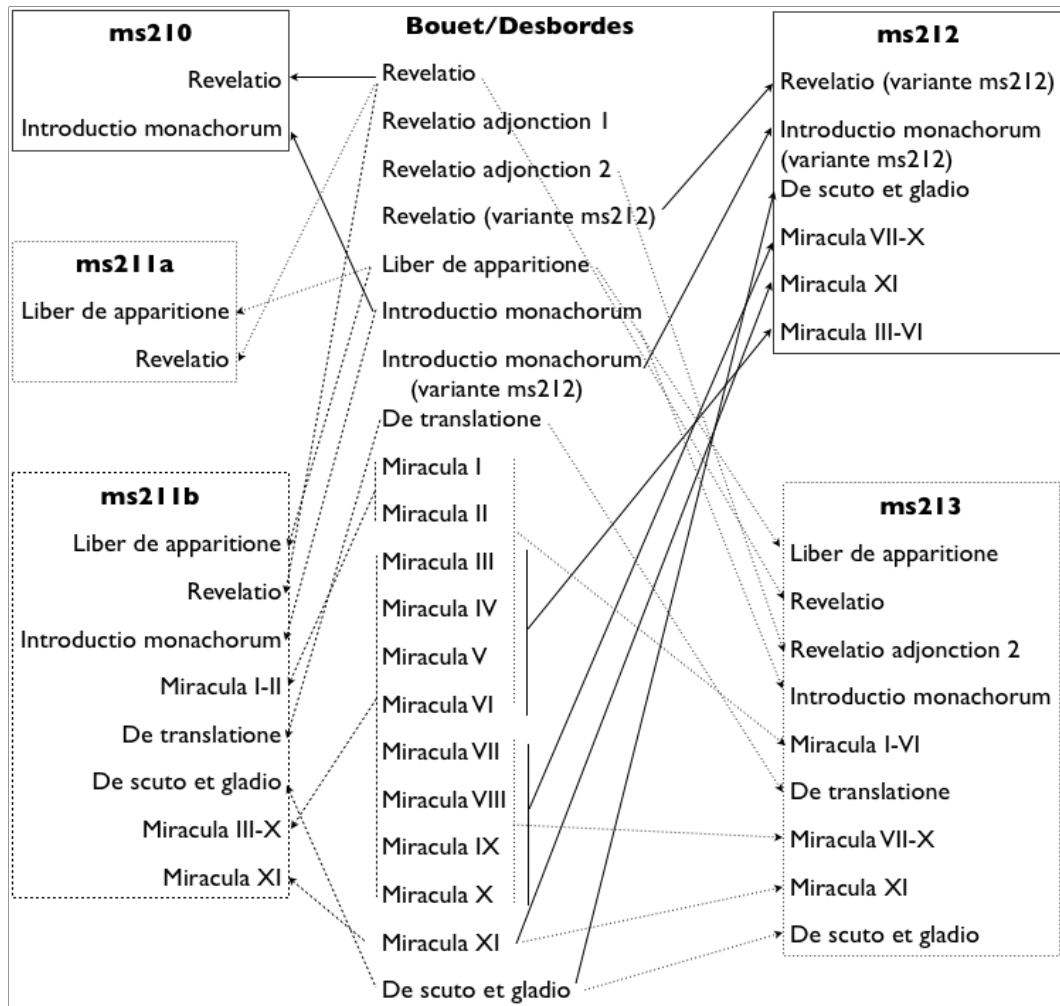 ms210
Revelatio
Introductio monachorum
ms211a
Liber de apparitione
Revelatio
ms211b
Liber de apparitione
Revelatio
Introductio monachorum
Miracula I-II
De translatione
De scuto et gladio
Miracula III-X
Miracula XI
Bouet/Desbordes
Revelatio
Revelatio adjonction 1
Revelatio adjonction 2
Revelatio (variante ms212)
Liber de apparitione
Introductio monachorum
Introductio monachorum
(variante ms212)
De translatione
Miracula I
Miracula II
Miracula III
Miracula IV
Miracula V
Miracula VI
Miracula VII
Miracula VIII
Miracula IX
Miracula X
Miracula XI
De scuto et gladio
ms212
Revelatio (variante ms212)
Introductio monachorum
(variante ms212)
De scuto et gladio
Miracula VII-X
Miracula XI
Miracula III-VI
ms213
Liber de apparitione
Revelatio
Revelatio adjonction 2
Introductio monachorum
Miracula I-VI
De translatione
Miracula VII-X
Miracula XI
De scuto et gladio